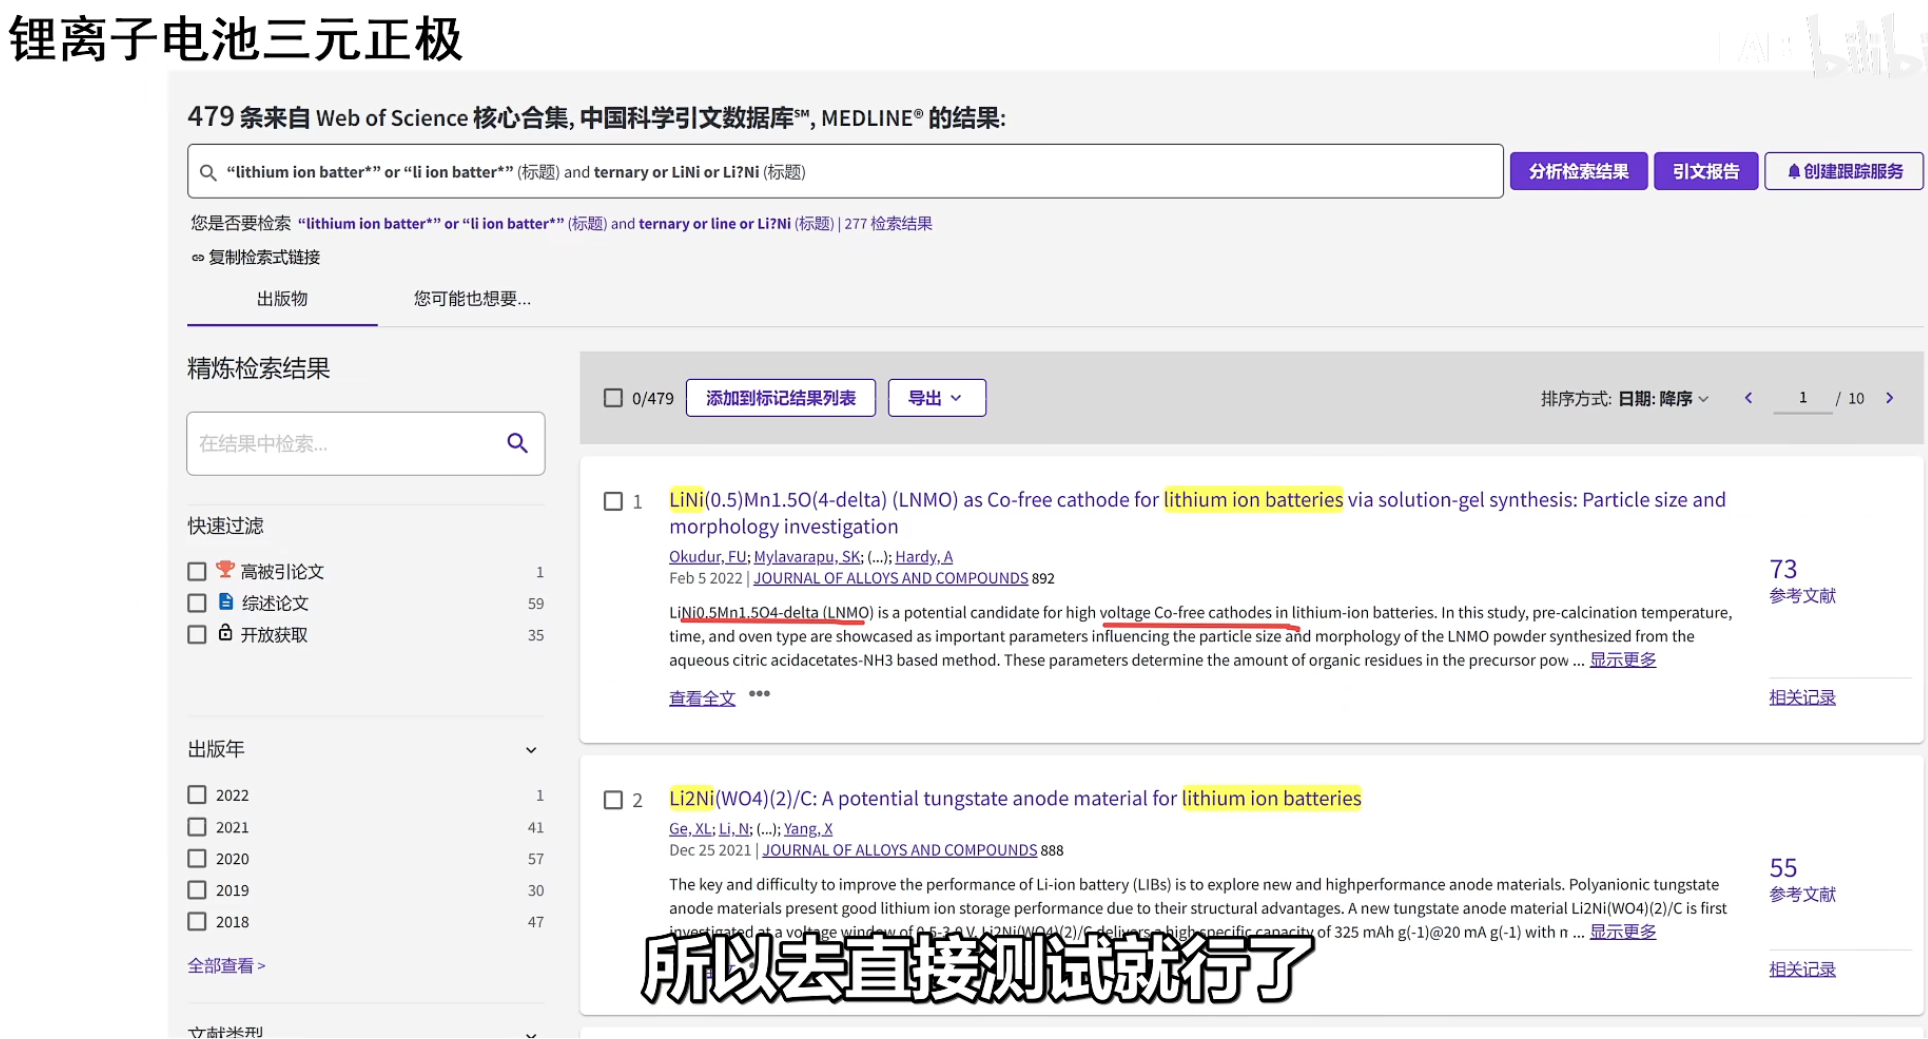 锂离子电池三元正极
bilibi
479 条来自 Web of Science 核心合集, 中国科学引文数据库℠, MEDLINE® 的结果:
“lithium ion batter*” or “li ion batter*” (标题) and ternary or LiNi or Li?Ni (标题)
分析检索结果
引文报告
创建跟踪服务
您是否要检索 “lithium ion batter*” or “li ion batter*” (标题) and ternary or line or Li?Ni (标题) | 277 检索结果
复制检索式链接
出版物
您可能也想要...
精炼检索结果
在结果中检索...
快速过滤
高被引论文 1
综述论文 59
开放获取 35
出版年
2022 1
2021 41
2020 57
2019 30
2018 47
全部查看 >
文献类型
0/479
添加到标记结果列表
导出
排序方式: 日期: 降序
1 / 10
1
LiNi(0.5)Mn1.5O(4-delta) (LNMO) as Co-free cathode for lithium ion batteries via solution-gel synthesis: Particle size and
morphology investigation
Okudur, FU; Mylavarapu, SK; (...); Hardy, A
Feb 5 2022 | JOURNAL OF ALLOYS AND COMPOUNDS 892
LiNi0.5Mn1.5O4-delta (LNMO) is a potential candidate for high voltage Co-free cathodes in lithium-ion batteries. In this study, pre-calcination temperature,
time, and oven type are showcased as important parameters influencing the particle size and morphology of the LNMO powder synthesized from the
aqueous citric acidacetates-NH3 based method. These parameters determine the amount of organic residues in the precursor pow ... 显示更多
查看全文
73
参考文献
相关记录
2
Li2Ni(WO4)(2)/C: A potential tungstate anode material for lithium ion batteries
Ge, XL; Li, N; (...); Yang, X
Dec 25 2021 | JOURNAL OF ALLOYS AND COMPOUNDS 888
The key and difficulty to improve the performance of Li-ion battery (LIBs) is to explore new and highperformance anode materials. Polyanionic tungstate
anode materials present good lithium ion storage performance due to their structural advantages. A new tungstate anode material Li2Ni(WO4)(2)/C is first
investigated at a voltage window of 0.5-3.0 V. Li2Ni(WO4)(2)/C delivers a high specific capacity of 325 mAh g(-1)@20 mA g(-1) with n ... 显示更多
55
参考文献
相关记录
所以去直接测试就行了